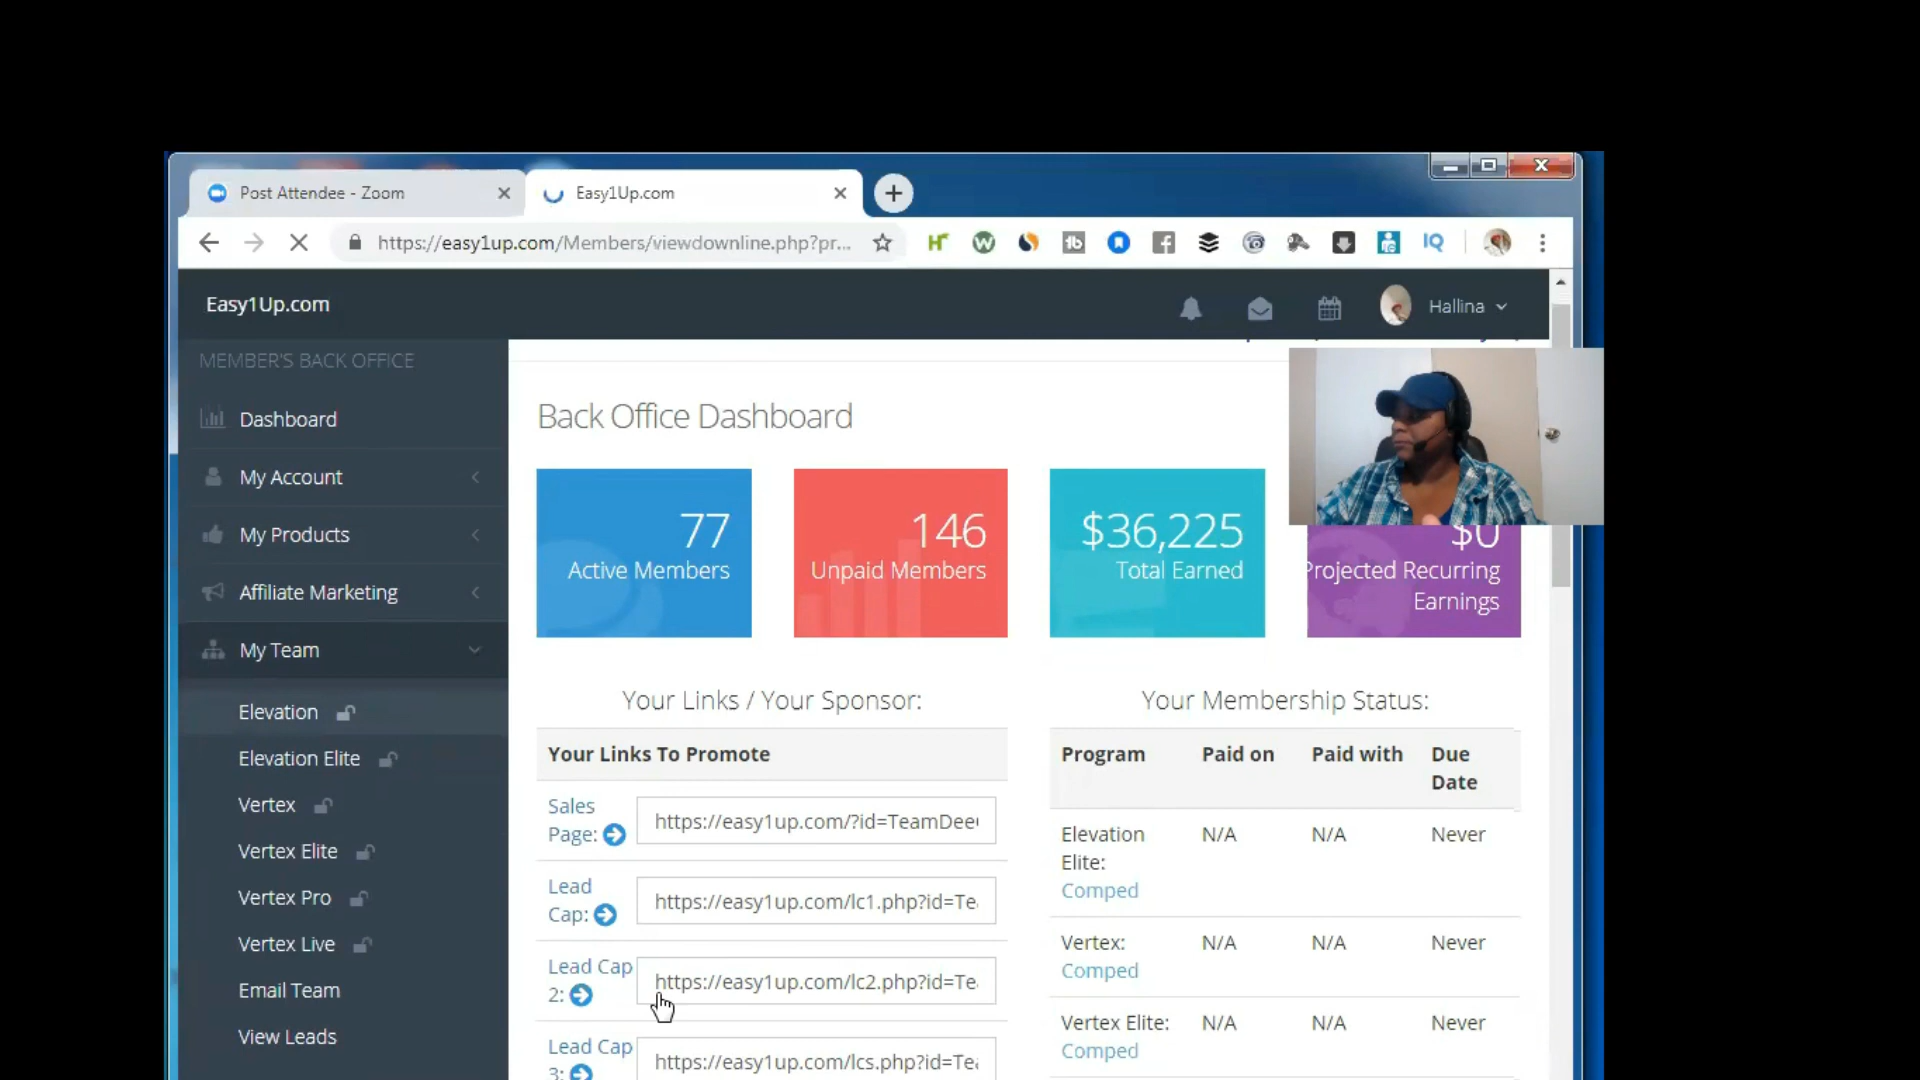 Post Attendee - Zoom
Easy1Up.com
https://easy1up.com/Members/viewdownline.php?pr...
IQ
Easy1Up.com
Hallina
MEMBER'S BACK OFFICE
Dashboard
My Account
My Products
Affiliate Marketing
My Team
Elevation
Elevation Elite
Vertex
Vertex Elite
Vertex Pro
Vertex Live
Email Team
View Leads
Back Office Dashboard
77
Active Members
146
Unpaid Members
$36,225
Total Earned
$0
Projected Recurring
Earnings
Your Links / Your Sponsor:
Your Links To Promote
Sales
Page:
https://easy1up.com/?id=TeamDee
Lead
Cap:
https://easy1up.com/lc1.php?id=Te
Lead Cap
2:
https://easy1up.com/lc2.php?id=Te
Lead Cap
3:
https://easy1up.com/lcs.php?id=Te
Your Membership Status:
Program Paid on Paid with Due
Date
Elevation
Elite:
Comped
N/A N/A Never
Vertex:
Comped
N/A N/A Never
Vertex Elite:
Comped
N/A N/A Never